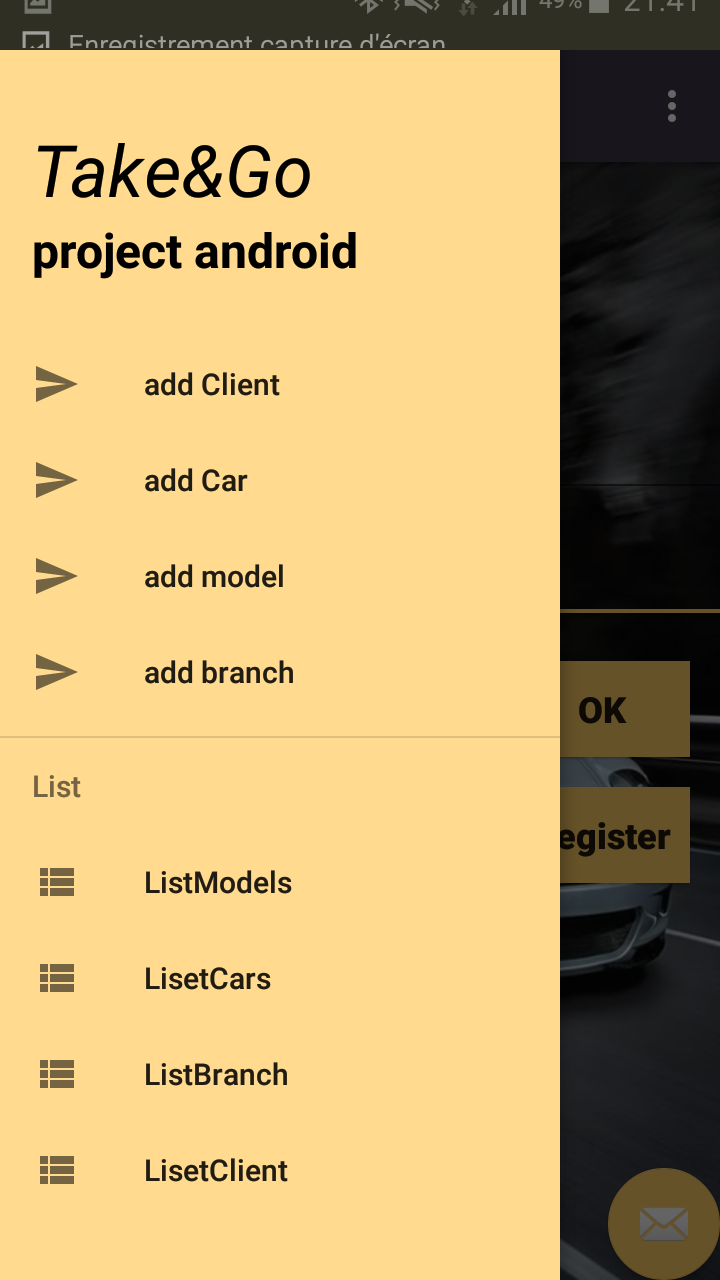 49% 21:41
Enregistrement capture d'écran
Take&Go
project android
add Client
add Car
add model
add branch
OK
egister
List
ListModels
LisetCars
ListBranch
LisetClient